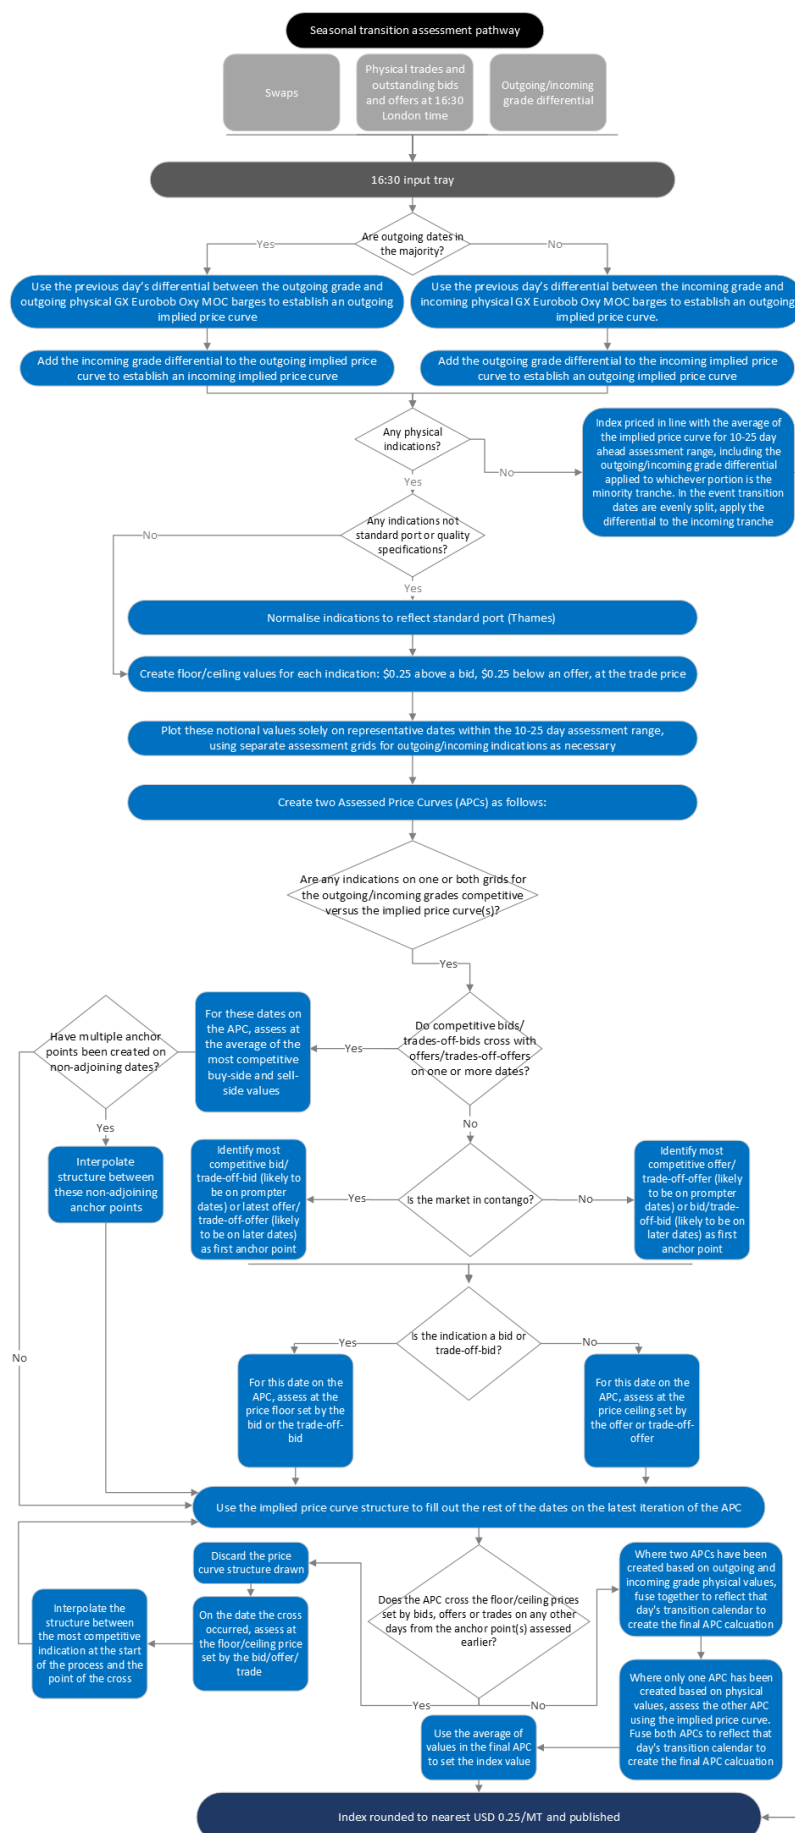 Seasonal transition assessment pathway
Swaps
Physical trades and
outstanding bids
and offers at 16:30
London time
Outgoing/incoming
grade differential
16:30 input tray
Are outgoing dates in
the majority?
Yes
No
Use the previous day's differential between the outgoing grade and
outgoing physical GX Eurobob Oxy MOC barges to establish an outgoing
implied price curve
Use the previous day's differential between the incoming grade and
incoming physical GX Eurobob Oxy MOC barges to establish an outgoing
implied price curve.
Add the incoming grade differential to the outgoing implied price
curve to establish an incoming implied price curve
Add the outgoing grade differential to the incoming implied price
curve to establish an outgoing implied price curve
Any physical
indications?
No
Yes
Index priced in line with the average of
the implied price curve for 10-25 day
ahead assessment range, including the
outgoing/incoming grade differential
applied to whichever portion is the
minority tranche. In the event transition
dates are evenly split, apply the
differential to the incoming tranche
Any indications not
standard port or quality
specifications?
No
Yes
Normalise indications to reflect standard port (Thames)
Create floor/ceiling values for each indication: $0.25 above a bid, $0.25 below an offer, at the trade price
Plot these notional values solely on representative dates within the 10-25 day assessment range,
using separate assessment grids for outgoing/incoming indications as necessary
Create two Assessed Price Curves (APCs) as follows:
Are any indications on one or both grids for
the outgoing/incoming grades competitive
versus the implied price curve(s)?
Yes
Do competitive bids/
trades-off-bids cross with
offers/trades-off-offers
on one or more dates?
Yes
No
For these dates on
the APC, assess at
the average of the
most competitive
buy-side and sell-
side values
Have multiple anchor
points been created on
non-adjoining dates?
Yes
No
Interpolate
structure between
these non-adjoining
anchor points
Is the market in contango?
Yes
No
Identify most
competitive bid/
trade-off-bid (likely to
be on prompter
dates) or latest offer/
trade-off-offer (likely
to be on later dates)
as first anchor point
Identify most
competitive offer/
trade-off-offer (likely
to be on prompter
dates) or bid/trade-
off-bid (likely to be on
later dates) as first
anchor point
Is the indication a bid or
trade-off-bid?
Yes
No
For this date on the
APC, assess at the
price floor set by the
bid or the trade-off-
bid
For this date on the
APC, assess at the
price ceiling set by
the offer or trade-off-
offer
Use the implied price curve structure to fill out the rest of the dates on the latest iteration of the APC
Does the APC cross the floor/ceiling prices
set by bids, offers or trades on any other
days from the anchor point(s) assessed
earlier?
Yes
No
Discard the price
curve structure drawn
On the date the cross
occurred, assess at
the floor/ceiling price
set by the bid/offer/
trade
Interpolate the
structure between
the most competitive
indication at the
start of the process and the
point of the cross
Where two APCs have been
created based on outgoing and
incoming grade physical values,
fuse together to reflect that
day's transition calendar to
create the final APC calcuation
Where only one APC has been
created based on physical
values, assess the other APC
using the implied price curve.
Fuse both APCs to reflect that
day's transition calendar to
create the final APC calcuation
Use the average of
values in the final APC
to set the index value
Index rounded to nearest USD 0.25/MT and published